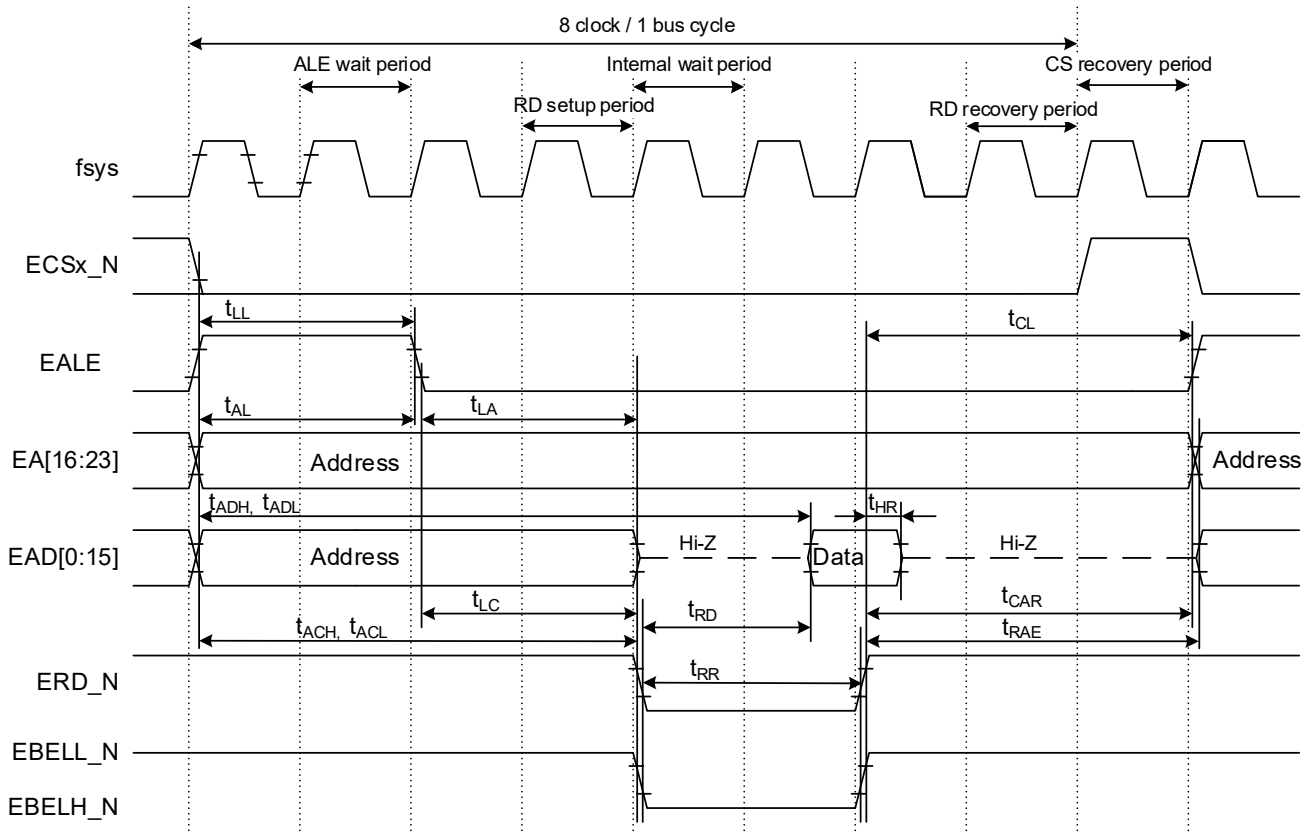 8 clock / 1 bus cycle
ALE wait period
Internal wait period
CS recovery period
RD setup period
RD recovery period
fsys
ECSx_N
tLL
tCL
EALE
tAL
tLA
EA[16:23]
Address
Address
tADH, tADL
tHR
EAD[0:15]
Address
Hi-Z
Data
Hi-Z
tLC
tRD
tCAR
tACH, tACL
tRAE
ERD_N
tRR
EBELL_N
EBELH_N